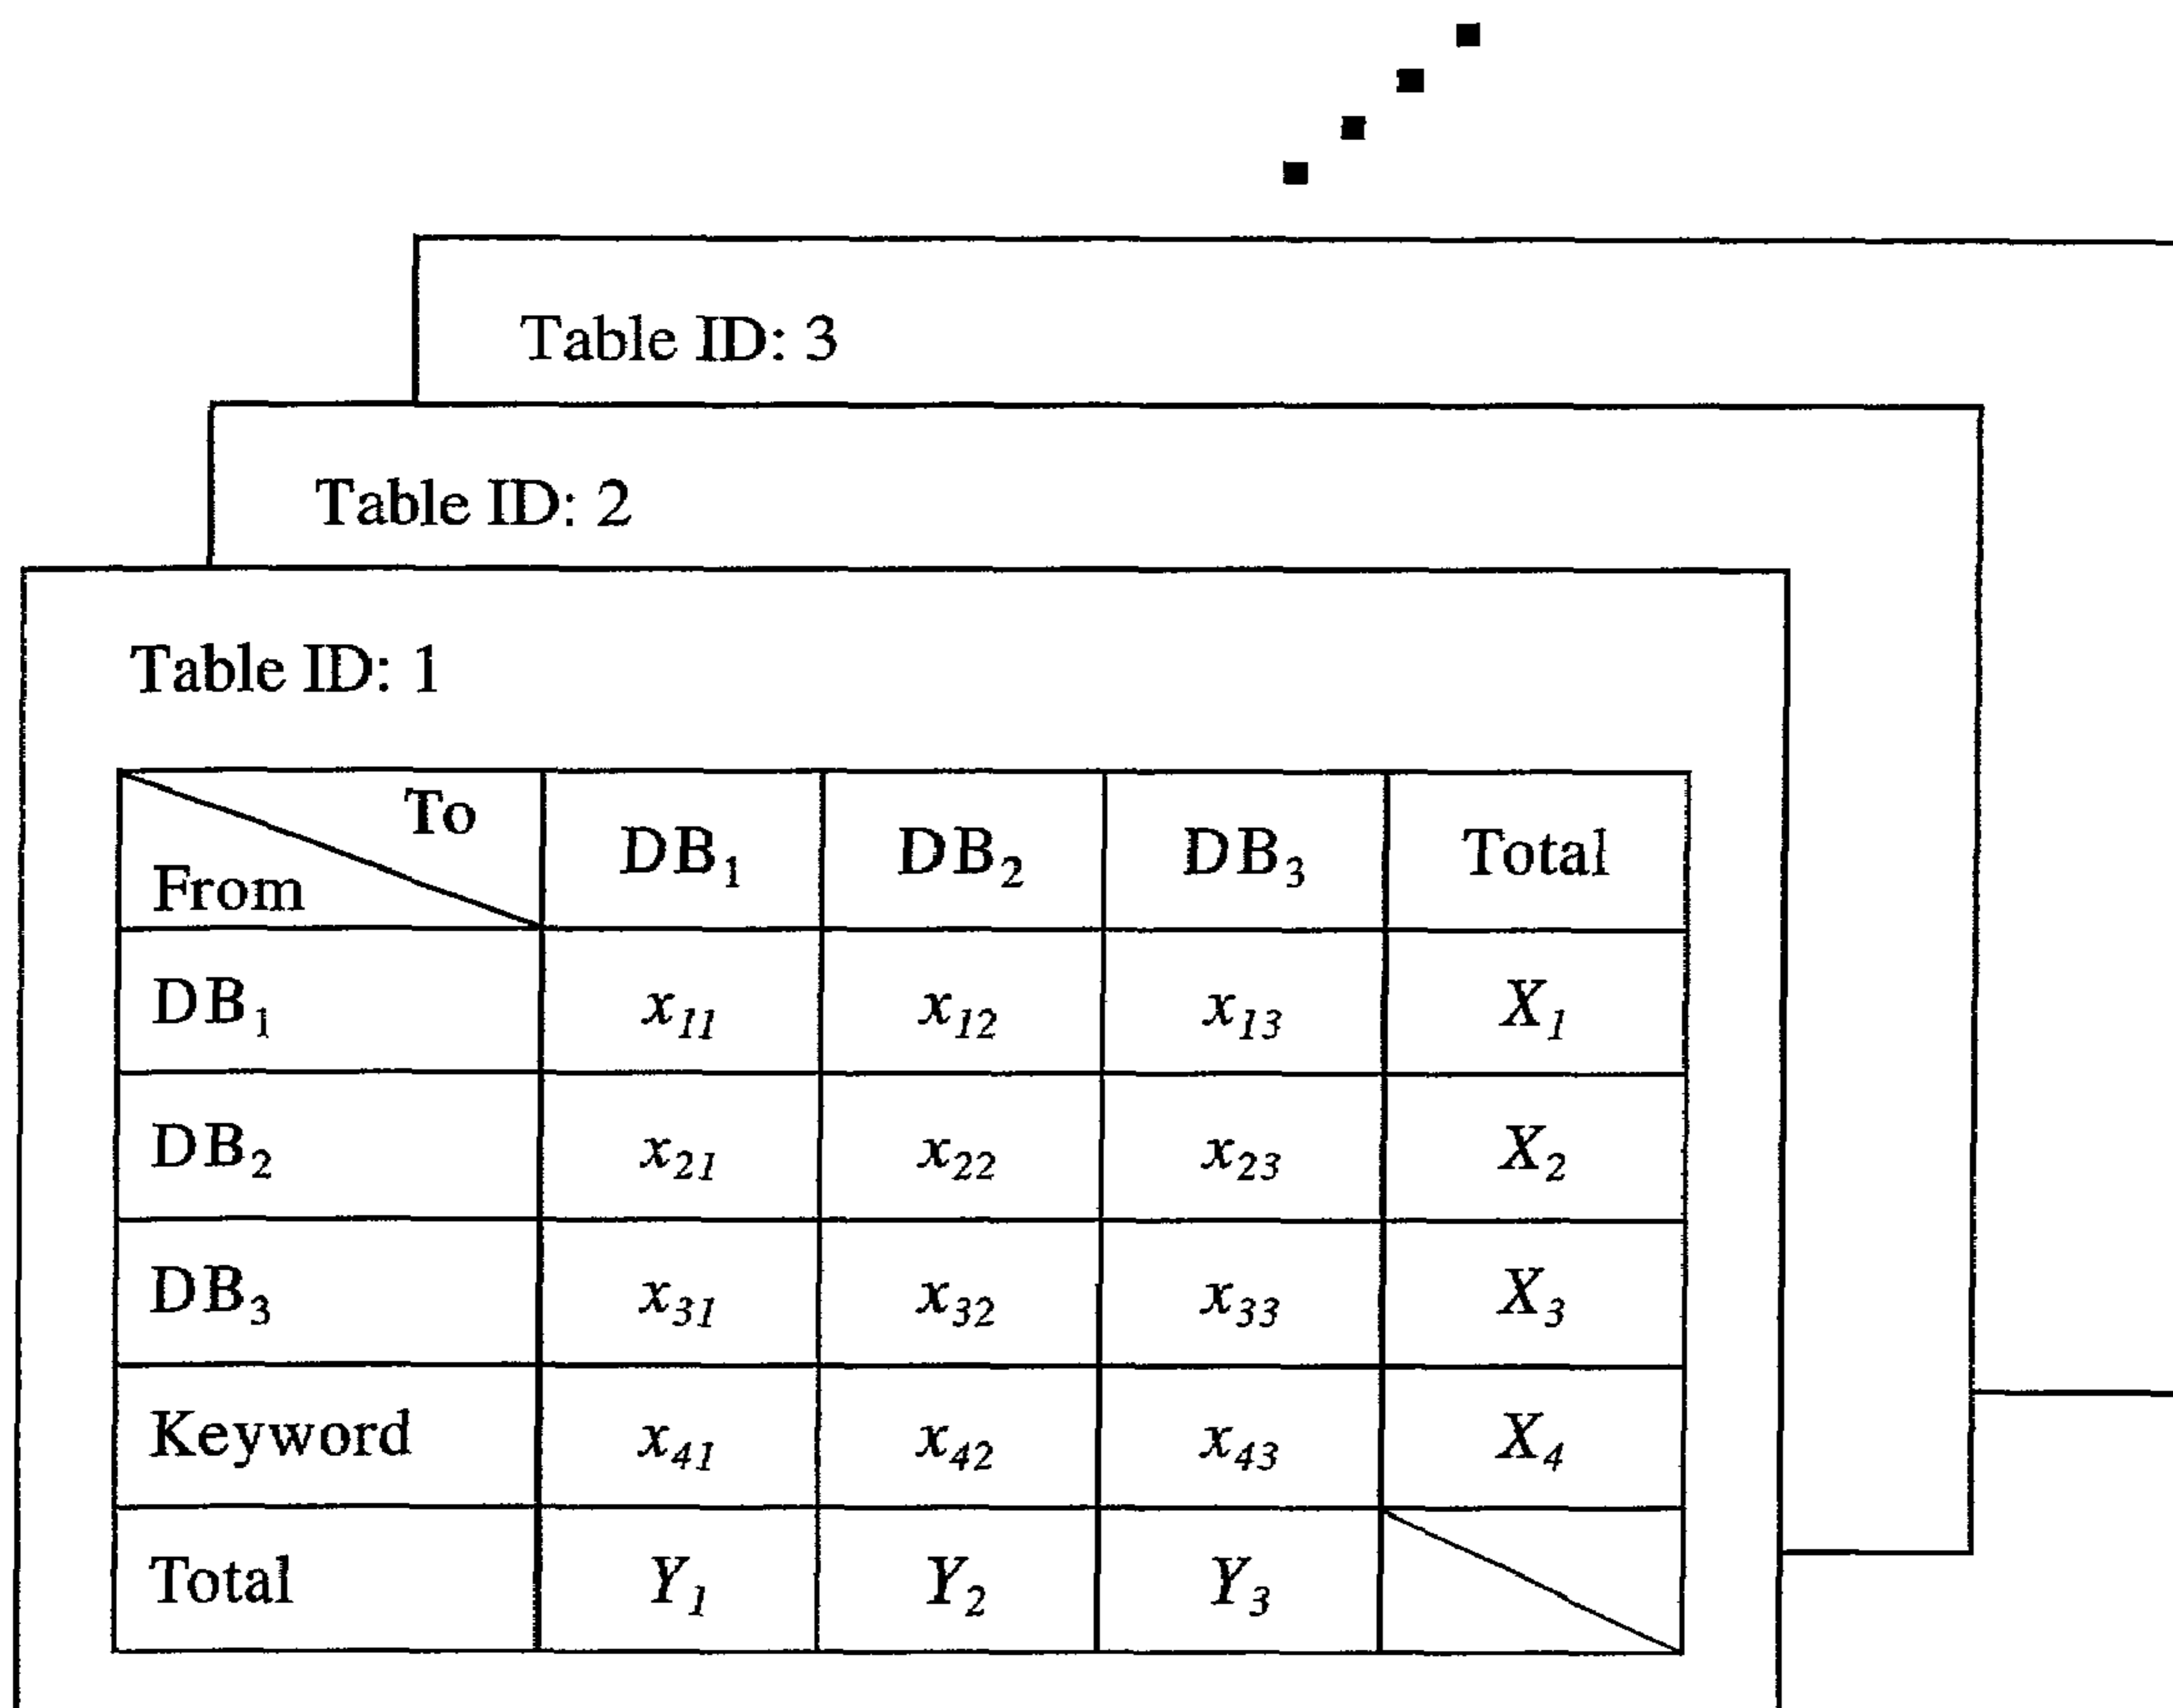 Table ID: 3
Table ID: 2
Table ID: 1
To
From
DB₁ DB₂ DB₃ Total
DB₁ x₁₁ x₁₂ x₁₃ X₁
DB₂ x₂₁ x₂₂ x₂₃ X₂
DB₃ x₃₁ x₃₂ x₃₃ X₃
Keyword x₄₁ x₄₂ x₄₃ X₄
Total Y₁ Y₂ Y₃